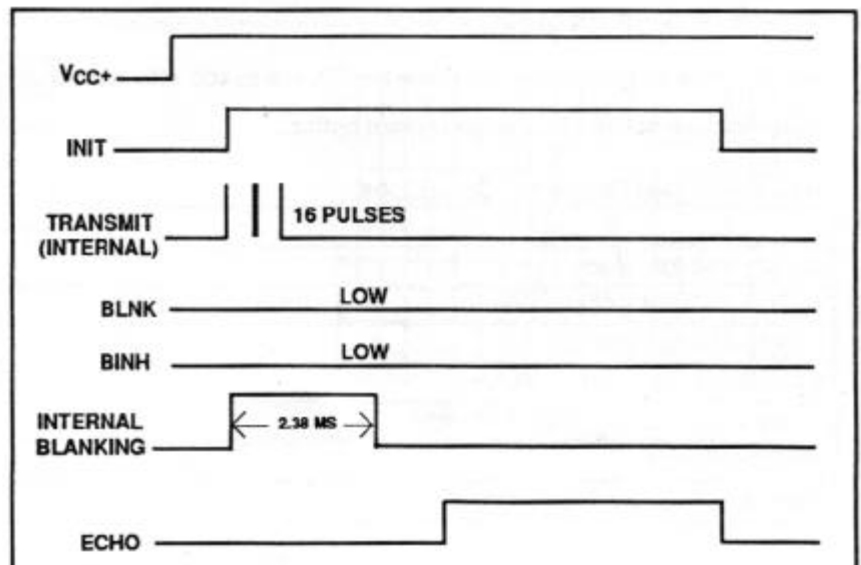 VCC+
INIT
TRANSMIT
(INTERNAL)
16 PULSES
BLNK
LOW
BINH
LOW
INTERNAL
BLANKING
2.38 MS
ECHO